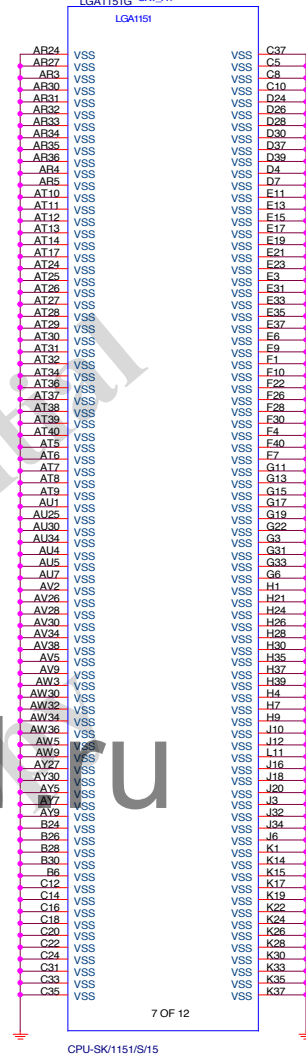 LGA1151G
LGA1151
AR24 VSS VSS C37
AR27 VSS VSS C5
AR3 VSS VSS C8
AR30 VSS VSS C10
AR31 VSS VSS D24
AR32 VSS VSS D26
AR33 VSS VSS D28
AR34 VSS VSS D30
AR35 VSS VSS D37
AR36 VSS VSS D39
AR4 VSS VSS D4
AR5 VSS VSS D7
AT10 VSS VSS E11
AT11 VSS VSS E13
AT12 VSS VSS E15
AT13 VSS VSS E17
AT14 VSS VSS E19
AT17 VSS VSS E21
AT24 VSS VSS E23
AT25 VSS VSS E3
AT26 VSS VSS E31
AT27 VSS VSS E33
AT28 VSS VSS E35
AT29 VSS VSS E37
AT30 VSS VSS E6
AT31 VSS VSS E9
AT32 VSS VSS F1
AT34 VSS VSS F10
AT36 VSS VSS F22
AT37 VSS VSS F26
AT38 VSS VSS F28
AT39 VSS VSS F30
AT40 VSS VSS F4
AT5 VSS VSS F40
AT6 VSS VSS F7
AT7 VSS VSS G11
AT8 VSS VSS G13
AT9 VSS VSS G15
AU1 VSS VSS G17
AU25 VSS VSS G19
AU30 VSS VSS G22
AU34 VSS VSS G3
AU4 VSS VSS G31
AU5 VSS VSS G33
AU7 VSS VSS G6
AV2 VSS VSS H1
AV26 VSS VSS H21
AV28 VSS VSS H24
AV30 VSS VSS H26
AV34 VSS VSS H28
AV38 VSS VSS H30
AV5 VSS VSS H35
AV9 VSS VSS H37
AW3 VSS VSS H39
AW30 VSS VSS H4
AW32 VSS VSS H7
AW34 VSS VSS H9
AW36 VSS VSS J10
AW5 VSS VSS J12
AW9 VSS VSS L11
AY27 VSS VSS J16
AY30 VSS VSS J18
AY5 VSS VSS J20
AY7 VSS VSS J3
AY9 VSS VSS J32
B24 VSS VSS J34
B26 VSS VSS J6
B28 VSS VSS K1
B30 VSS VSS K14
B6 VSS VSS K15
C12 VSS VSS K17
C14 VSS VSS K19
C16 VSS VSS K22
C18 VSS VSS K24
C20 VSS VSS K26
C22 VSS VSS K28
C24 VSS VSS K30
C31 VSS VSS K33
C33 VSS VSS K35
C35 VSS VSS K37
7 OF 12
CPU-SK/1151/S/15
ru